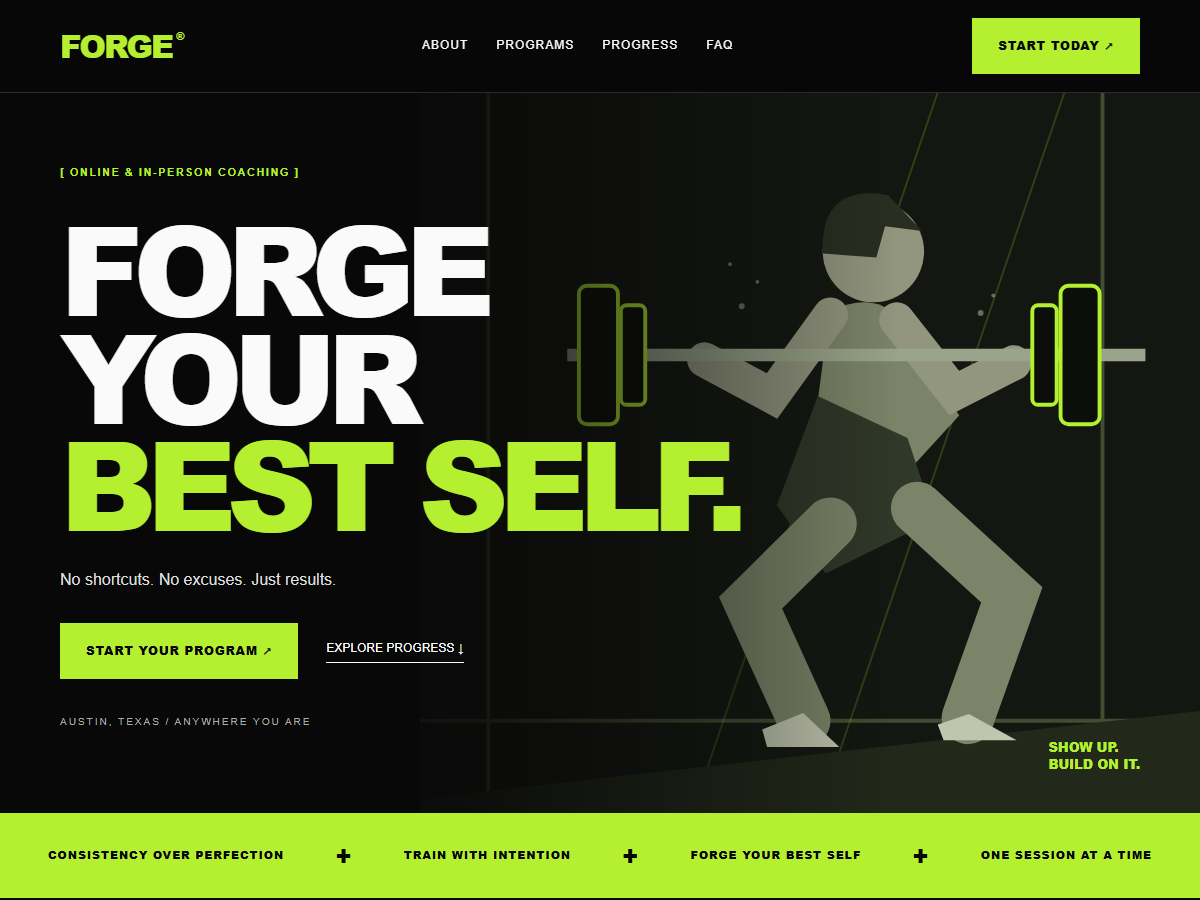 FORGE®
ABOUT PROGRAMS PROGRESS FAQ
START TODAY ↗
[ ONLINE & IN-PERSON COACHING ]
FORGE
YOUR
BEST SELF.
No shortcuts. No excuses. Just results.
START YOUR PROGRAM ↗
EXPLORE PROGRESS ↓
AUSTIN, TEXAS / ANYWHERE YOU ARE
SHOW UP.
BUILD ON IT.
CONSISTENCY OVER PERFECTION + TRAIN WITH INTENTION + FORGE YOUR BEST SELF + ONE SESSION AT A TIME